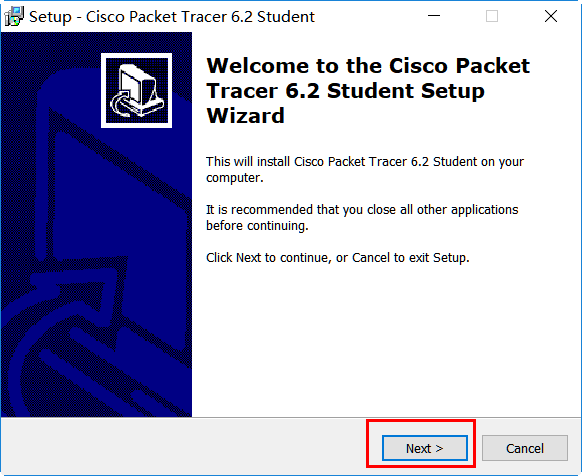 Setup - Cisco Packet Tracer 6.2 Student
Welcome to the Cisco Packet
Tracer 6.2 Student Setup
Wizard
This will install Cisco Packet Tracer 6.2 Student on your
computer.
It is recommended that you close all other applications
before continuing.
Click Next to continue, or Cancel to exit Setup.
Next >
Cancel